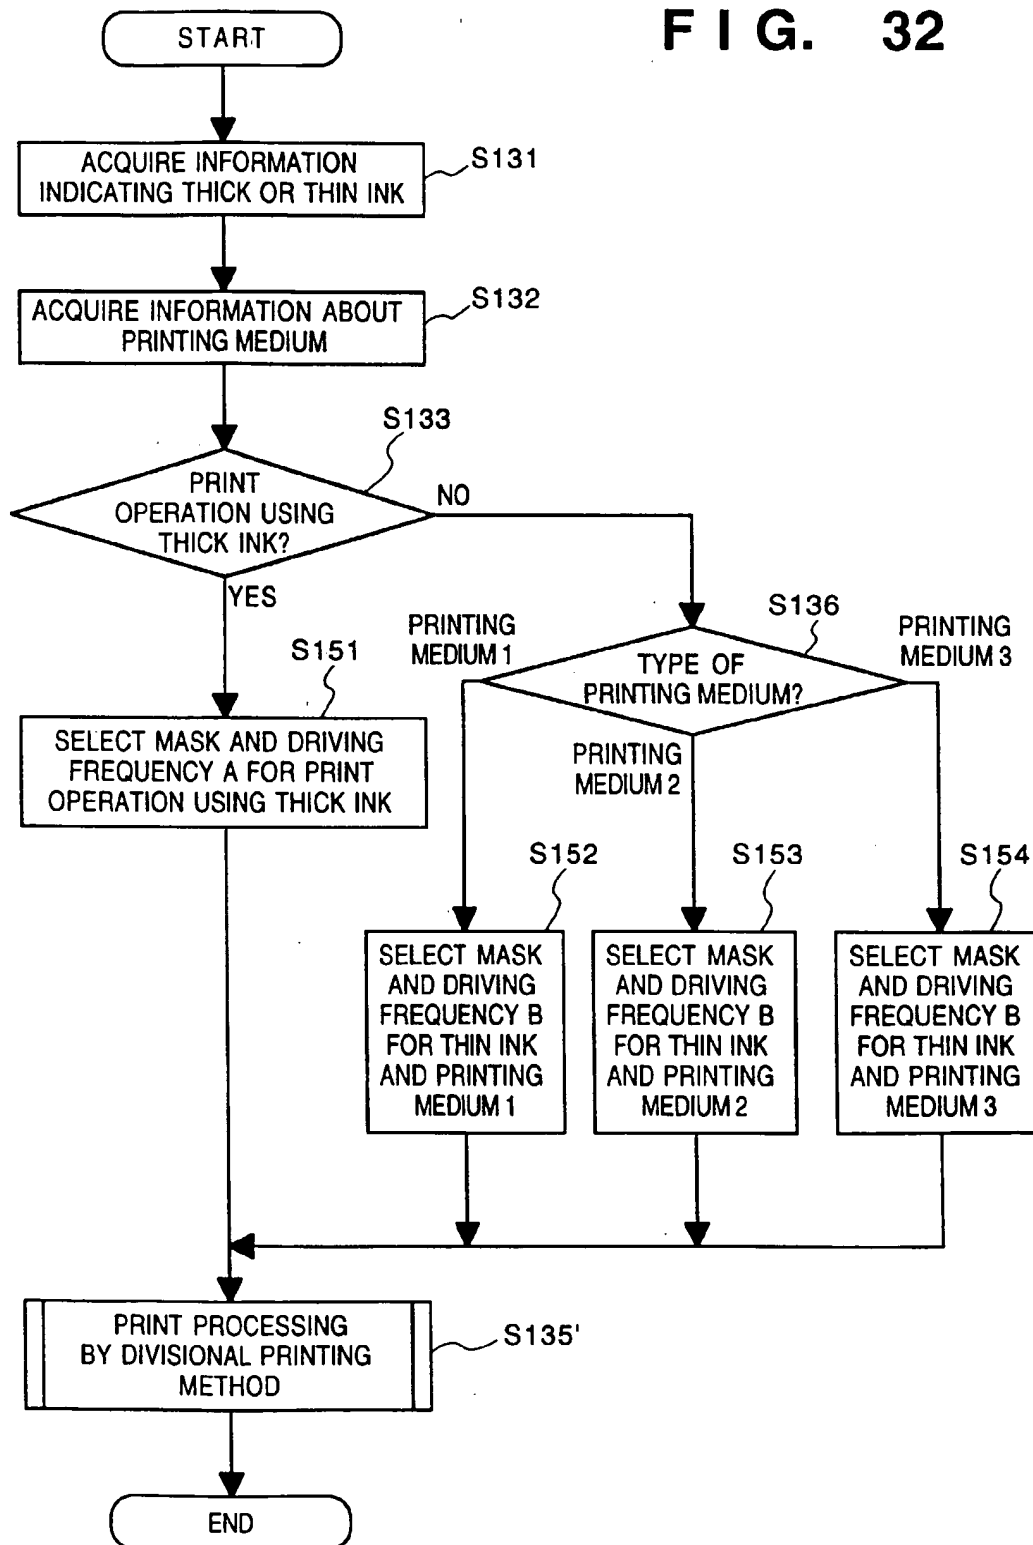 FIG. 32
START
ACQUIRE INFORMATION
INDICATING THICK OR THIN INK
S131
ACQUIRE INFORMATION ABOUT
PRINTING MEDIUM
S132
S133
PRINT
OPERATION USING
THICK INK?
NO
YES
S151
SELECT MASK AND DRIVING
FREQUENCY A FOR PRINT
OPERATION USING THICK INK
PRINTING
MEDIUM 1
S136
PRINTING
MEDIUM 3
TYPE OF
PRINTING MEDIUM?
PRINTING
MEDIUM 2
S152
SELECT MASK
AND DRIVING
FREQUENCY B
FOR THIN INK
AND PRINTING
MEDIUM 1
S153
SELECT MASK
AND DRIVING
FREQUENCY B
FOR THIN INK
AND PRINTING
MEDIUM 2
S154
SELECT MASK
AND DRIVING
FREQUENCY B
FOR THIN INK
AND PRINTING
MEDIUM 3
PRINT PROCESSING
BY DIVISIONAL PRINTING
METHOD
S135'
END